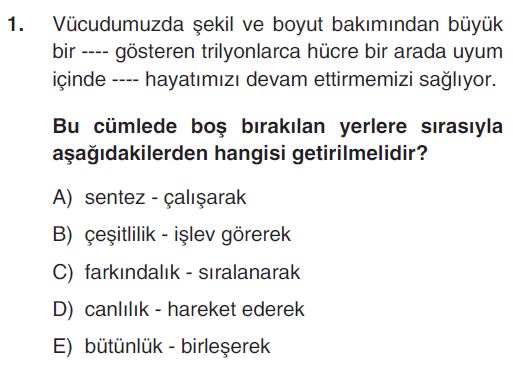 1. Vücudumuzda şekil ve boyut bakımından büyük
bir ---- gösteren trilyonlarca hücre bir arada uyum
içinde ---- hayatımızı devam ettirmemizi sağlıyor.
Bu cümlede boş bırakılan yerlere sırasıyla
aşağıdakilerden hangisi getirilmelidir?
A) sentez - çalışarak
B) çeşitlilik - işlev görerek
C) farkındalık - sıralanarak
D) canlılık - hareket ederek
E) bütünlük - birleşerek